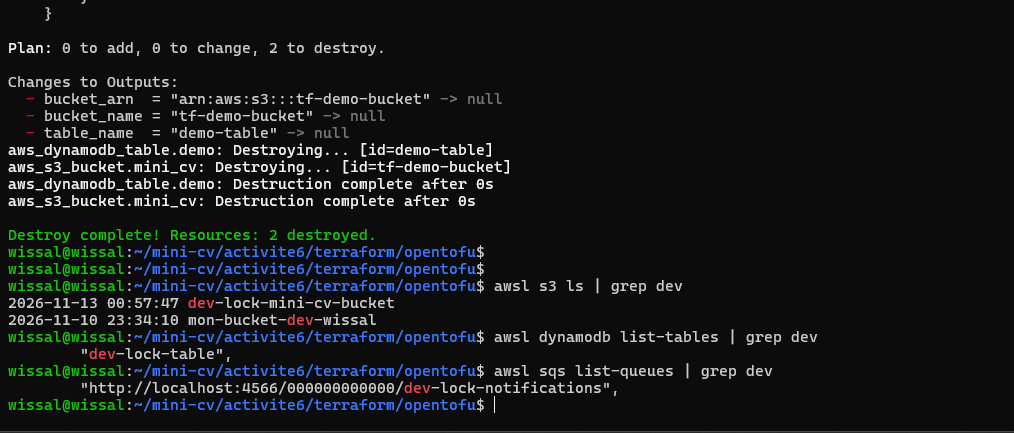 }
Plan: 0 to add, 0 to change, 2 to destroy.
Changes to Outputs:
- bucket_arn = "arn:aws:s3:::tf-demo-bucket" -> null
- bucket_name = "tf-demo-bucket" -> null
- table_name = "demo-table" -> null
aws_dynamodb_table.demo: Destroying... [id=demo-table]
aws_s3_bucket.mini_cv: Destroying... [id=tf-demo-bucket]
aws_dynamodb_table.demo: Destruction complete after 0s
aws_s3_bucket.mini_cv: Destruction complete after 0s
Destroy complete! Resources: 2 destroyed.
wissal@wissal:~/mini-cv/activite6/terraform/opentofu$
wissal@wissal:~/mini-cv/activite6/terraform/opentofu$
wissal@wissal:~/mini-cv/activite6/terraform/opentofu$ awsl s3 ls | grep dev
2026-11-13 00:57:47 dev-lock-mini-cv-bucket
2026-11-10 23:34:10 mon-bucket-dev-wissal
wissal@wissal:~/mini-cv/activite6/terraform/opentofu$ awsl dynamodb list-tables | grep dev
"dev-lock-table",
wissal@wissal:~/mini-cv/activite6/terraform/opentofu$ awsl sqs list-queues | grep dev
"http://localhost:4566/000000000000/dev-lock-notifications",
wissal@wissal:~/mini-cv/activite6/terraform/opentofu$